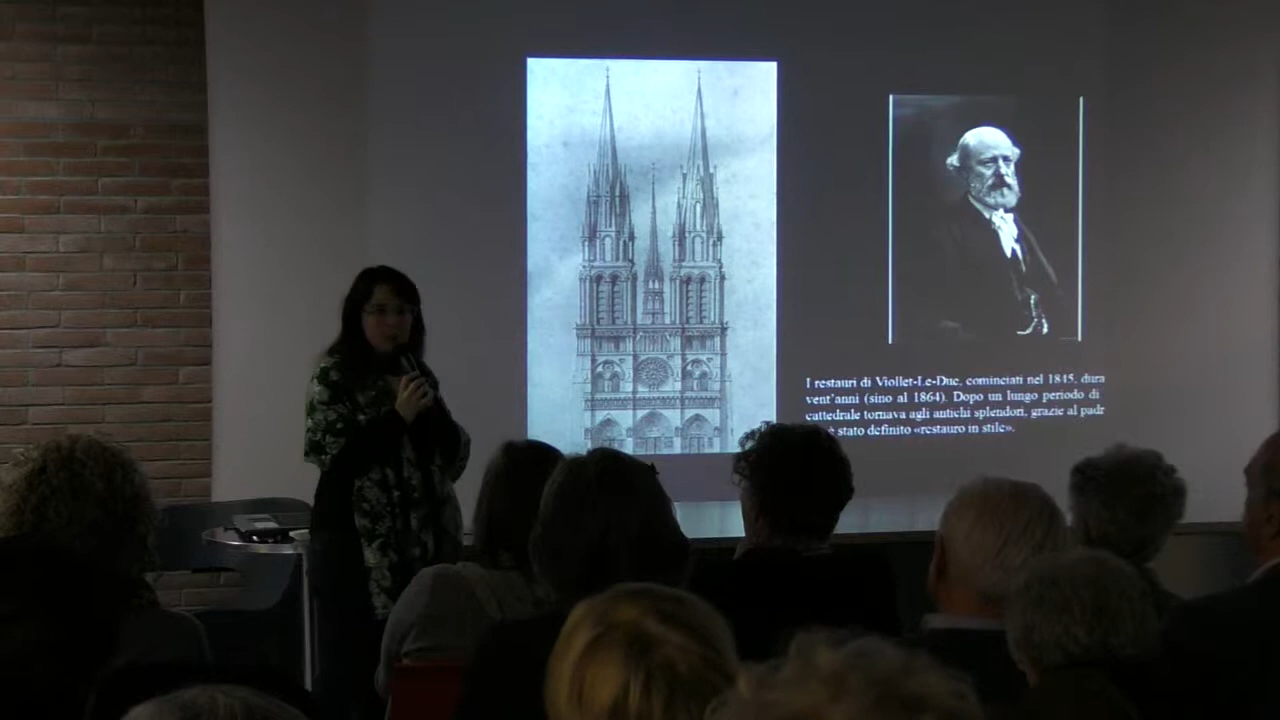 I restauri di Viollet-Le-Duc, cominciati nel 1845, dura
vent'anni (sino al 1864). Dopo un lungo periodo di
cattedrale tornava agli antichi splendori, grazie al padr
è stato definito «restauro in stile».